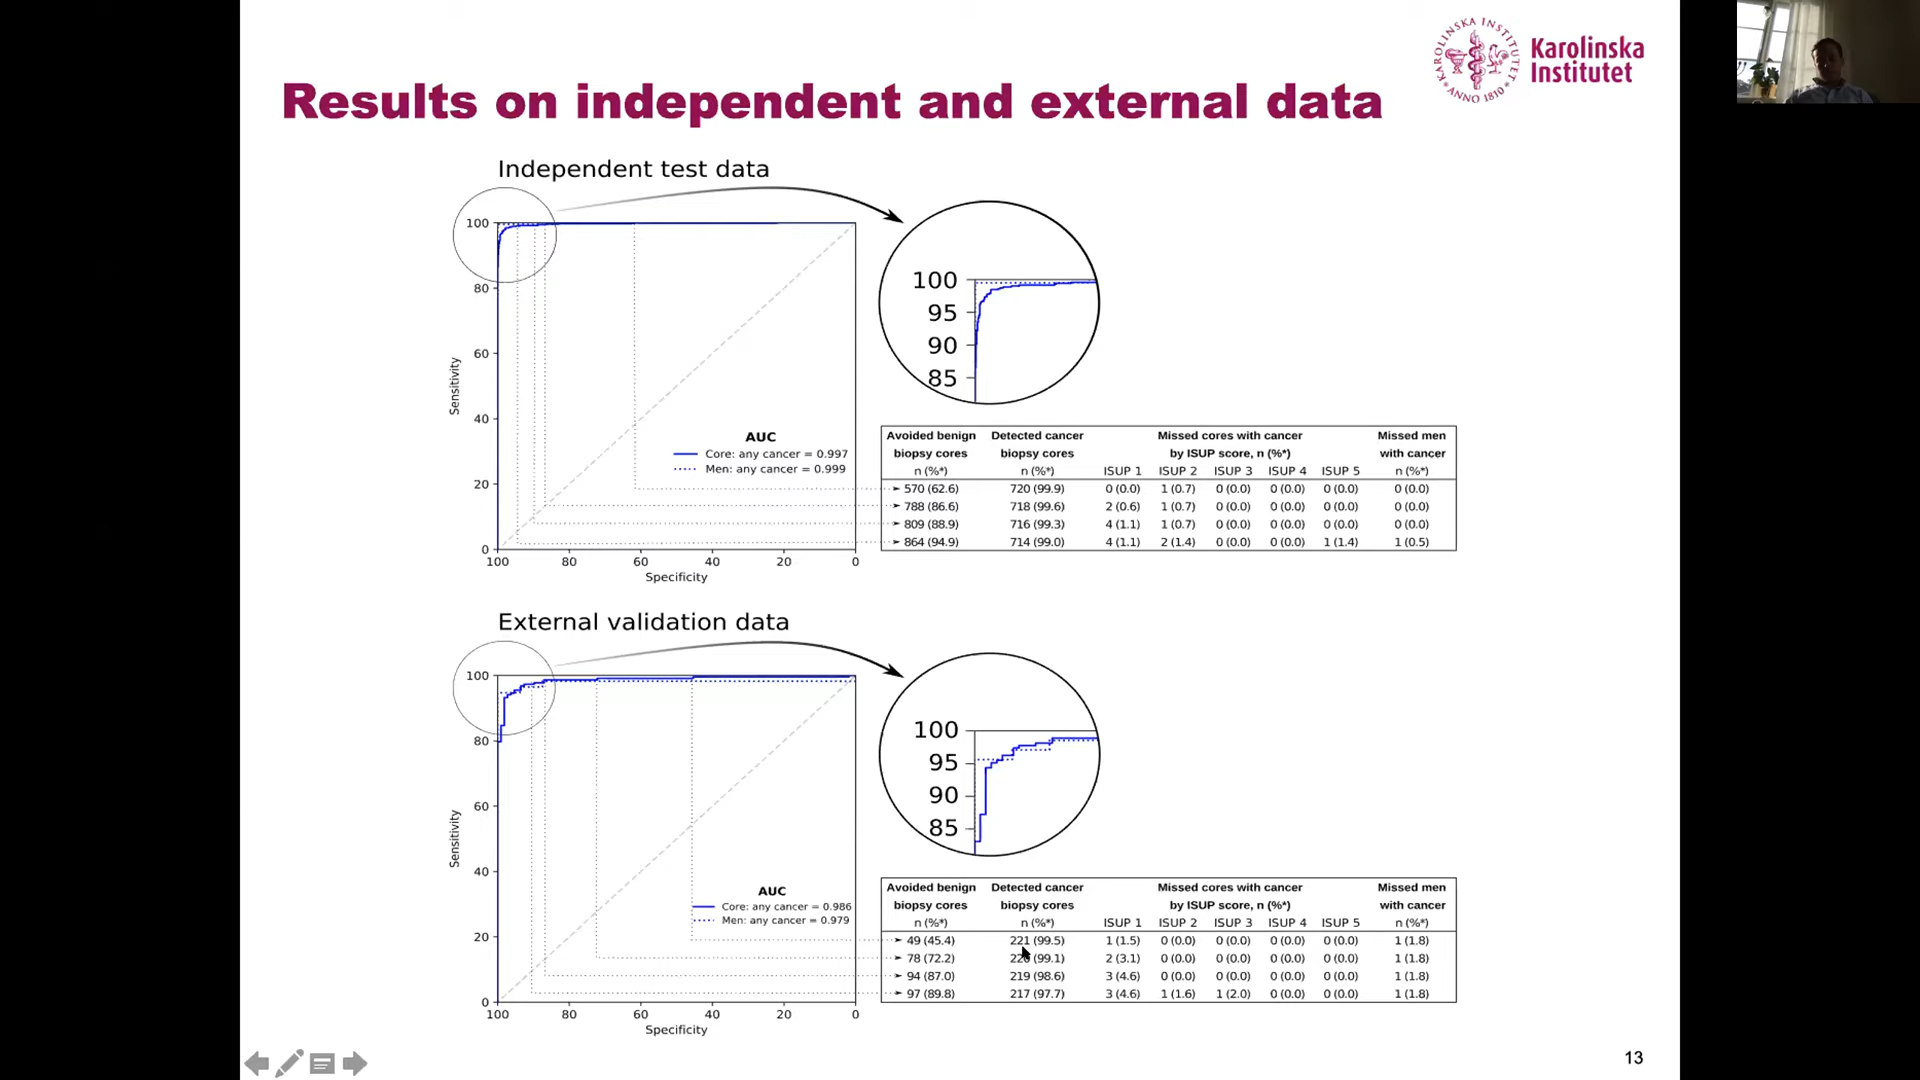 KAROLINSKA INSTITUTET
ANNO 1810
Karolinska
Institutet
Results on independent and external data
Independent test data
100
80
60
40
20
0
Sensitivity
100 80 60 40 20 0
Specificity
AUC
Core: any cancer = 0.997
Men: any cancer = 0.999
100
95
90
85
Avoided benign Detected cancer Missed cores with cancer Missed men
biopsy cores biopsy cores by ISUP score, n (%*) with cancer
n (%*) n (%*) ISUP 1 ISUP 2 ISUP 3 ISUP 4 ISUP 5 n (%*)
570 (62.6) 720 (99.9) 0 (0.0) 1 (0.7) 0 (0.0) 0 (0.0) 0 (0.0) 0 (0.0)
788 (86.6) 718 (99.6) 2 (0.6) 1 (0.7) 0 (0.0) 0 (0.0) 0 (0.0) 0 (0.0)
809 (88.9) 716 (99.3) 4 (1.1) 1 (0.7) 0 (0.0) 0 (0.0) 0 (0.0) 0 (0.0)
864 (94.9) 714 (99.0) 4 (1.1) 2 (1.4) 0 (0.0) 0 (0.0) 1 (1.4) 1 (0.5)
External validation data
100
80
60
40
20
0
Sensitivity
100 80 60 40 20 0
Specificity
AUC
Core: any cancer = 0.986
Men: any cancer = 0.979
100
95
90
85
Avoided benign Detected cancer Missed cores with cancer Missed men
biopsy cores biopsy cores by ISUP score, n (%*) with cancer
n (%*) n (%*) ISUP 1 ISUP 2 ISUP 3 ISUP 4 ISUP 5 n (%*)
49 (45.4) 221 (99.5) 1 (1.5) 0 (0.0) 0 (0.0) 0 (0.0) 0 (0.0) 1 (1.8)
78 (72.2) 220 (99.1) 2 (3.1) 0 (0.0) 0 (0.0) 0 (0.0) 0 (0.0) 1 (1.8)
94 (87.0) 219 (98.6) 3 (4.6) 0 (0.0) 0 (0.0) 0 (0.0) 0 (0.0) 1 (1.8)
97 (89.8) 217 (97.7) 3 (4.6) 1 (1.6) 1 (2.0) 0 (0.0) 0 (0.0) 1 (1.8)
13